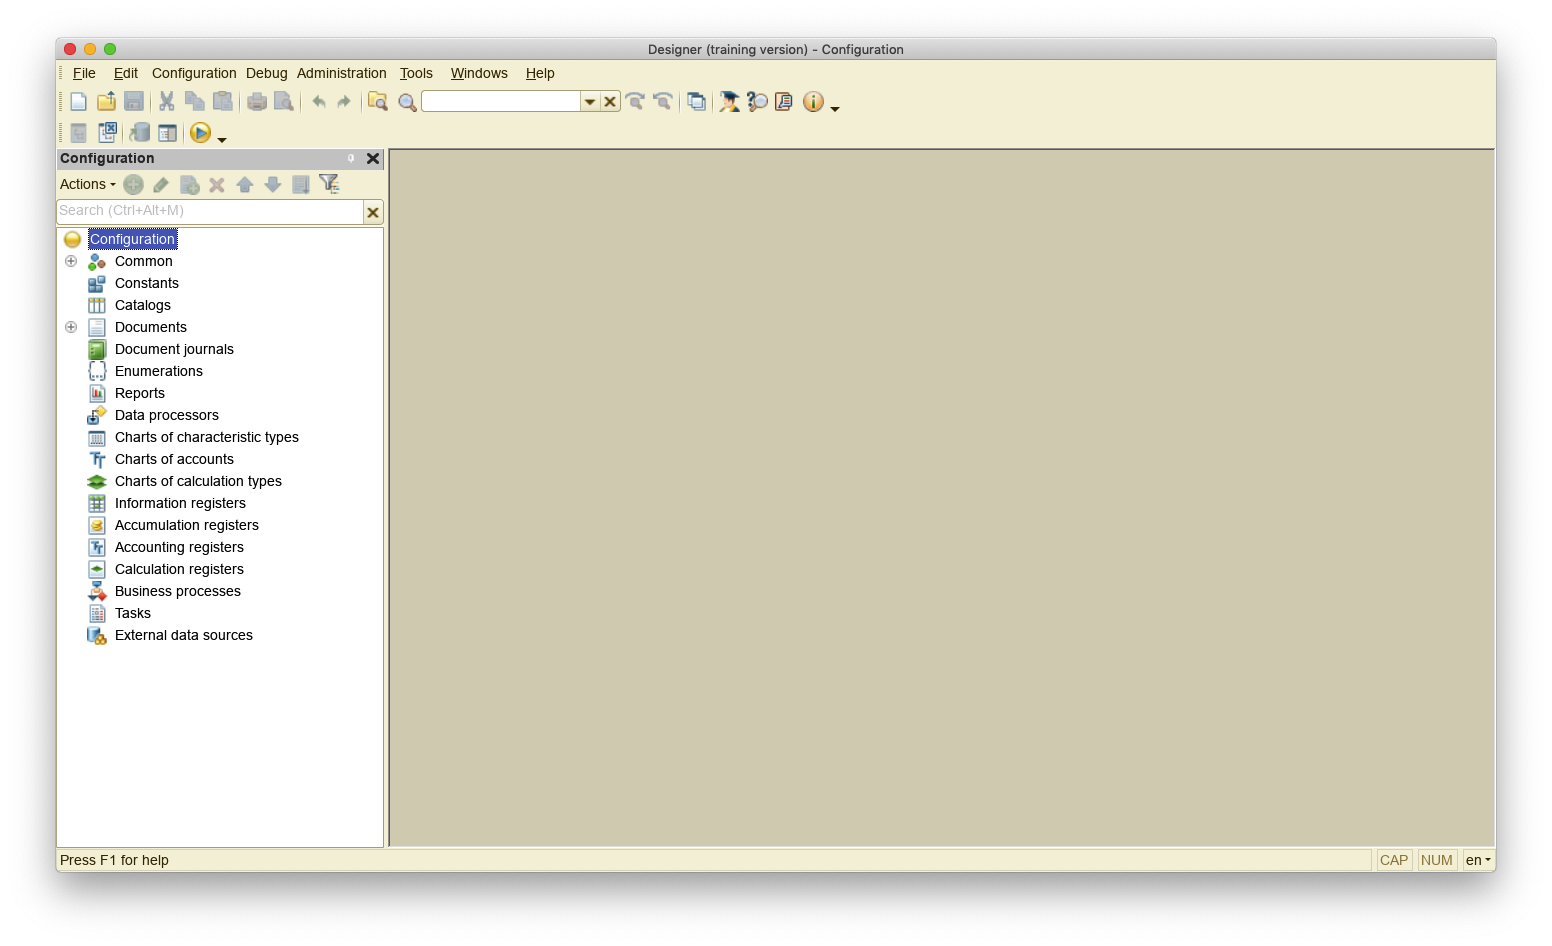 Designer (training version) - Configuration
File Edit Configuration Debug Administration Tools Windows Help
Configuration
Actions
Search (Ctrl+Alt+M)
Configuration
Common
Constants
Catalogs
Documents
Document journals
Enumerations
Reports
Data processors
Charts of characteristic types
Charts of accounts
Charts of calculation types
Information registers
Accumulation registers
Accounting registers
Calculation registers
Business processes
Tasks
External data sources
Press F1 for help CAP NUM en